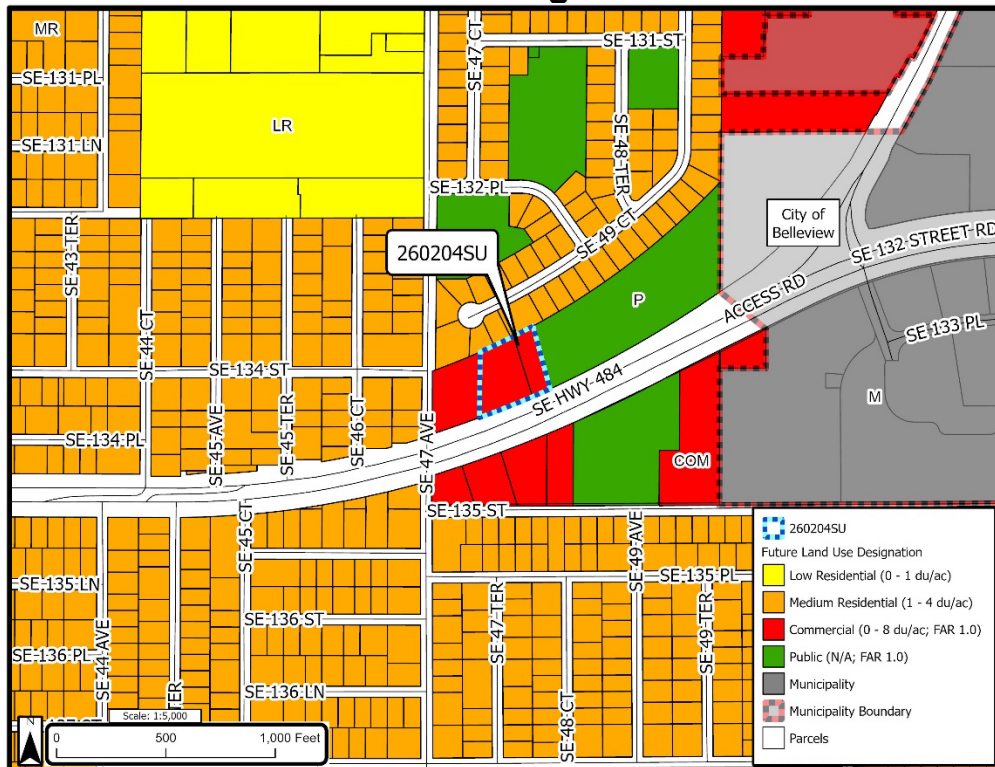 MR
SE 131 PL
SE 131 LN
LR
SE 47 CT
SE 131 ST
SE 48 TER
SE 132 PL
SE 49 CT
260204SU
City of
Belleview
SE 132 STREET RD
ACCESS RD
SE 133 PL
P
M
SE 43 TER
SE 44 CT
SE 134 ST
SE 45 AVE
SE 45 TER
SE 46 CT
SE 47 AVE
SE HWY 484
SE 134 PL
COM
SE 135 ST
SE 45 CT
SE 49 AVE
SE 135 LN
SE 135 PL
SE 44 AVE
SE 136 ST
SE 47 TER
SE 49 TER
SE 136 PL
TER
SE 136 LN
SE 48 CT
Scale: 1:5,000
N
0 500 1,000 Feet
260204SU
Future Land Use Designation
Low Residential (0 - 1 du/ac)
Medium Residential (1 - 4 du/ac)
Commercial (0 - 8 du/ac; FAR 1.0)
Public (N/A; FAR 1.0)
Municipality
Municipality Boundary
Parcels